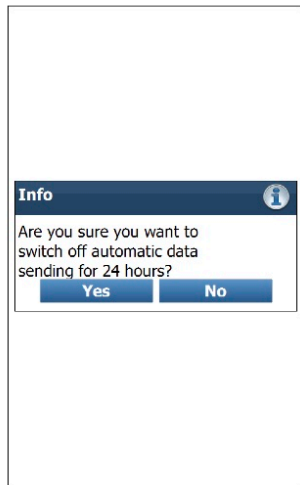 Info
Are you sure you want to
switch off automatic data
sending for 24 hours?
Yes No